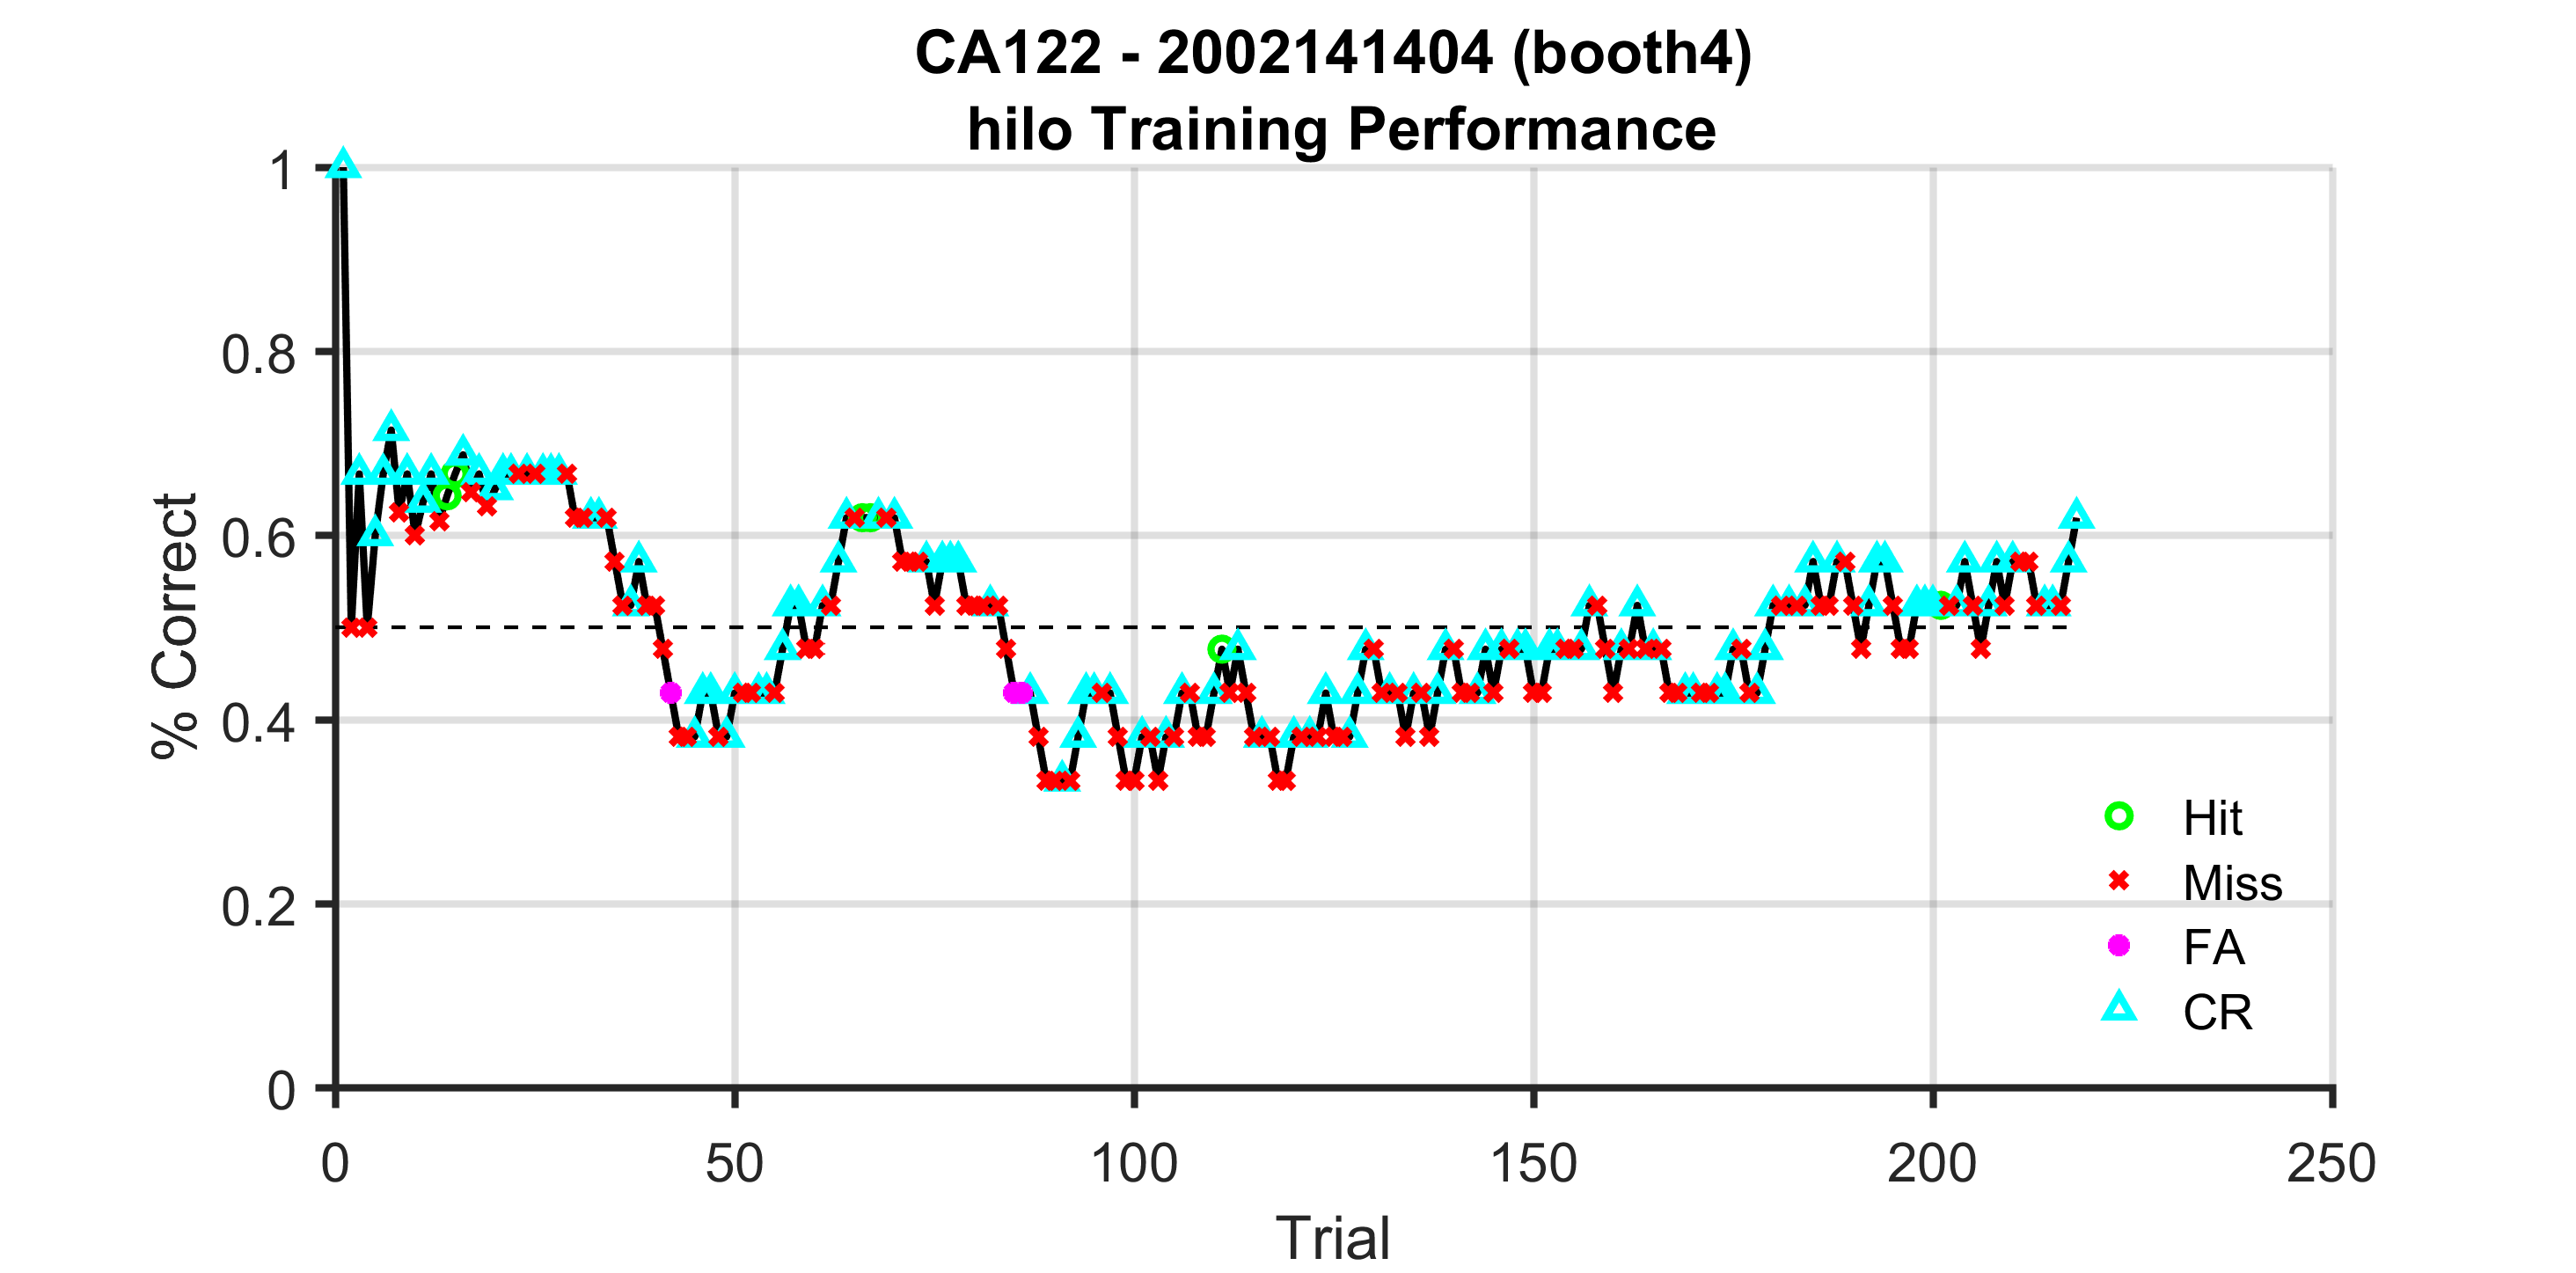 CA122 - 2002141404 (booth4)
hilo Training Performance
% Correct
1
0.8
0.6
0.4
0.2
0
0 50 100 150 200 250
Trial
Hit
Miss
FA
CR